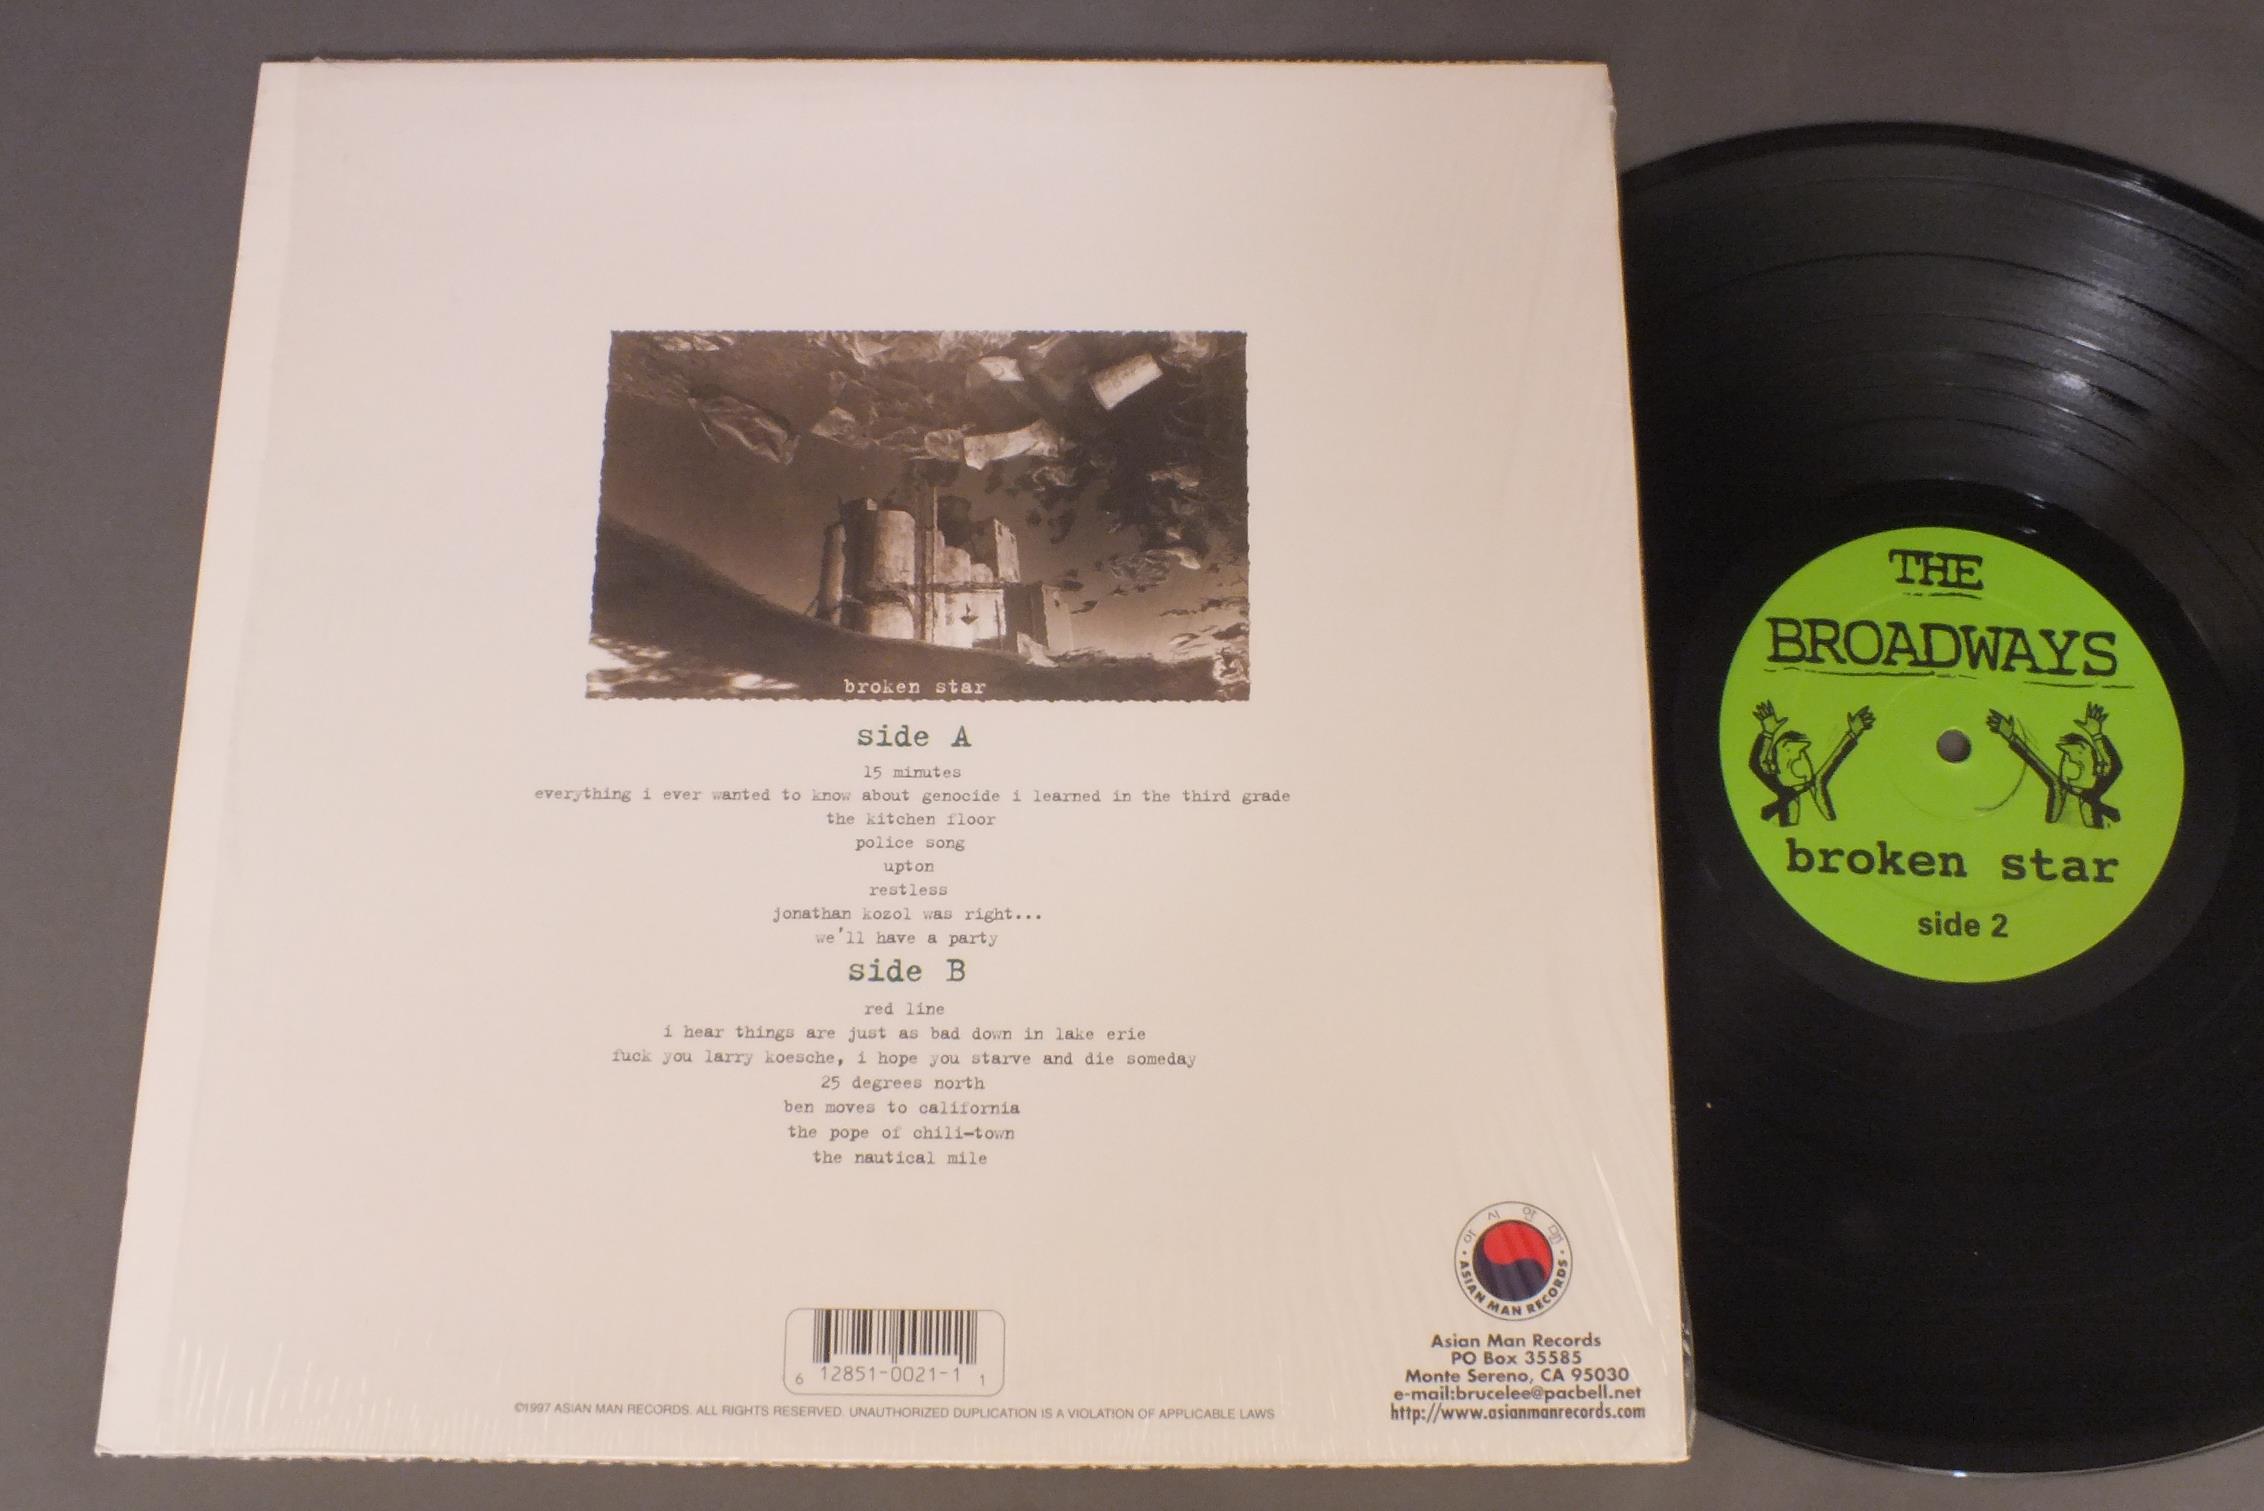 broken star
side A
15 minutes
everything i ever wanted to know about genocide i learned in the third grade
the kitchen floor
police song
upton
restless
jonathan kozol was right...
we'll have a party
side B
red line
i hear things are just as bad down in lake erie
fuck you larry koesche, i hope you starve and die someday
25 degrees north
ben moves to california
the pope of chili-town
the nautical mile
6 12851-0021-1 1
©1997 ASIAN MAN RECORDS. ALL RIGHTS RESERVED. UNAUTHORIZED DUPLICATION IS A VIOLATION OF APPLICABLE LAWS
아시안맨
ASIAN MAN RECORDS
Asian Man Records
PO Box 35585
Monte Sereno, CA 95030
e-mail:brucelee@pacbell.net
http://www.asianmanrecords.com
THE
BROADWAYS
broken star
side 2